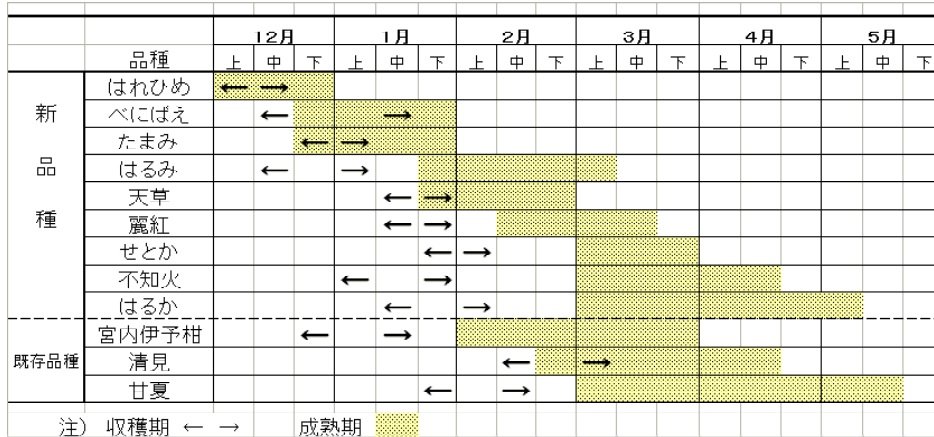 12月 1月 2月 3月 4月 5月
品種 上 中 下 上 中 下 上 中 下 上 中 下 上 中 下 上 中 下
新品種
はれひめ ← →
べにばえ ← →
たまみ ← →
はるみ ← →
天草 ← →
麗紅 ← →
せとか ← →
不知火 ← →
はるか ← →
既存品種
宮内伊予柑 ← →
清見 ← →
甘夏 ← →
注） 収穫期 ← → 成熟期